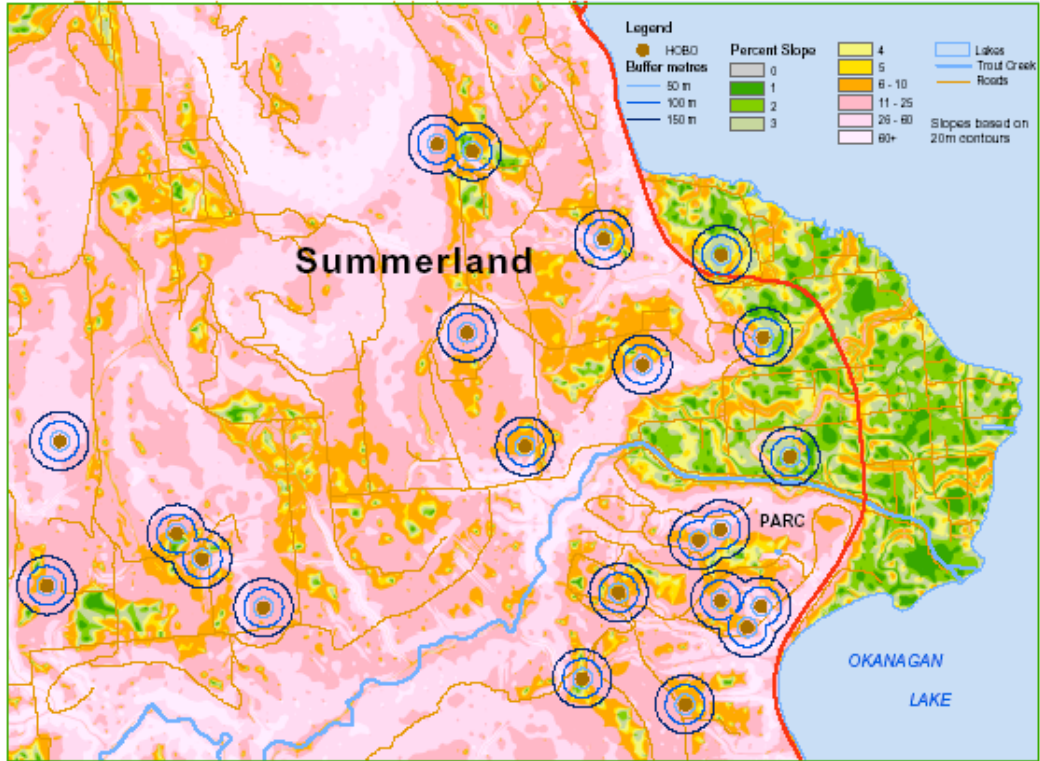 Legend
HOBO
Buffer metres
50 m
100 m
150 m
Percent Slope
0
1
2
3
4
5
6 - 10
11 - 25
26 - 60
60+
Lakes
Trout Creek
Roads
Slopes based on
20m contours
Summerland
PARC
OKANAGAN
LAKE